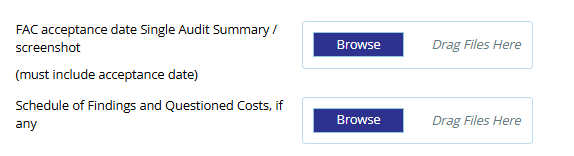 FAC acceptance date Single Audit Summary /
screenshot
(must include acceptance date)
Browse
Drag Files Here
Schedule of Findings and Questioned Costs, if
any
Browse
Drag Files Here